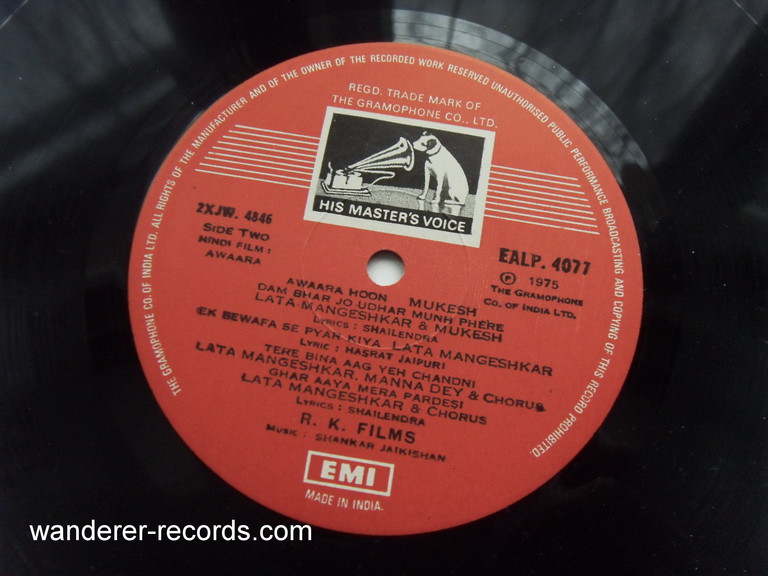 THE GRAMOPHONE CO. OF INDIA LTD. ALL RIGHTS OF THE MANUFACTURER AND OF THE OWNER OF THE RECORDED WORK RESERVED UNAUTHORISED PUBLIC PERFORMANCE BROADCASTING AND COPYING OF THIS RECORD PROHIBITED.
REGD. TRADE MARK OF
THE GRAMOPHONE CO., LTD.
HIS MASTER'S VOICE
2XJW. 4846
SIDE TWO
HINDI FILM :
AWAARA
EALP. 4077
℗ 1975
THE GRAMOPHONE
CO. OF INDIA LTD.
AWAARA HOON MUKESH
DAM BHAR JO UDHAR MUNH PHERE
LATA MANGESHKAR & MUKESH
LYRICS : SHAILENDRA
EK BEWAFA SE PYAR KIYA LATA MANGESHKAR
LYRIC : HASRAT JAIPURI
TERE BINA AAG YEH CHANDNI
LATA MANGESHKAR, MANNA DEY & CHORUS
GHAR AAYA MERA PARDESI
LATA MANGESHKAR & CHORUS
LYRICS : SHAILENDRA
R. K. FILMS
MUSIC : SHANKAR JAIKISHAN
EMI
MADE IN INDIA.
wanderer-records.com